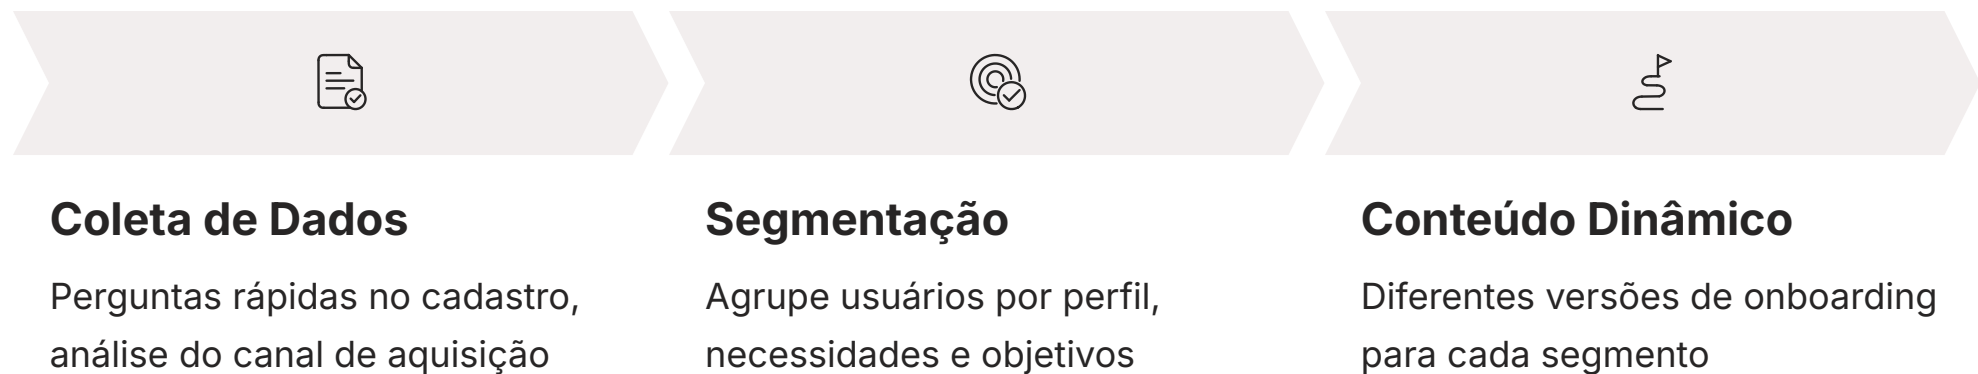 Coleta de Dados
Perguntas rápidas no cadastro,
análise do canal de aquisição
Segmentação
Agrupe usuários por perfil,
necessidades e objetivos
Conteúdo Dinâmico
Diferentes versões de onboarding
para cada segmento